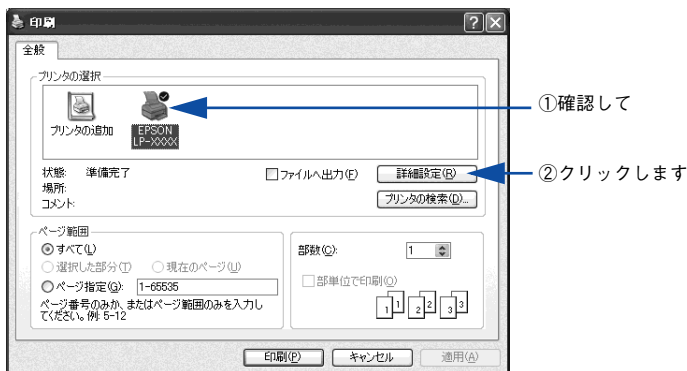 印刷
全般
プリンタの選択
プリンタの追加
EPSON
LP-XXXX
①確認して
状態: 準備完了
場所:
コメント:
ファイルへ出力(F)
詳細設定(R)
②クリックします
プリンタの検索(D)...
ページ範囲
すべて(L)
選択した部分(T)
現在のページ(U)
ページ指定(G): 1-65535
ページ番号のみか、またはページ範囲のみを入力し
てください。例: 5-12
部数(C): 1
部単位で印刷(O)
1 1 2 2 3 3
印刷(P)
キャンセル
適用(A)